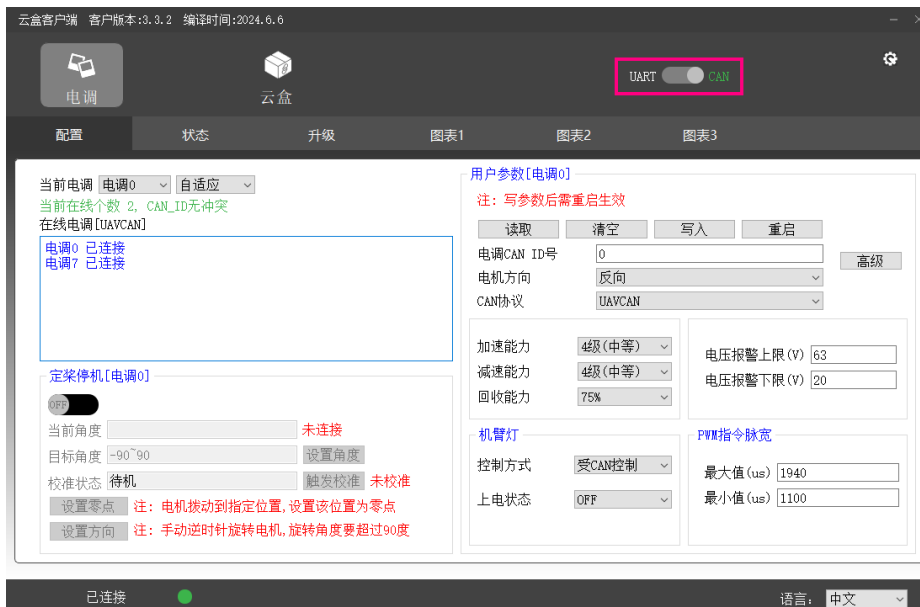 云盒客户端 客户版本:3.3.2 编译时间:2024.6.6
电调
云盒
UART CAN
配置 状态 升级 图表1 图表2 图表3
当前电调 电调0 自适应
当前在线个数 2, CAN_ID无冲突
在线电调[UAVCAN]
电调0 已连接
电调7 已连接
定桨停机[电调0]
OFF
当前角度 未连接
目标角度 -90~90 设置角度
校准状态 待机 触发校准 未校准
设置零点 注: 电机拨动到指定位置,设置该位置为零点
设置方向 注: 手动逆时针旋转电机,旋转角度要超过90度
用户参数[电调0]
注: 写参数后需重启生效
读取 清空 写入 重启
电调CAN ID号 0
高级
电机方向 反向
CAN协议 UAVCAN
加速能力 4级(中等)
减速能力 4级(中等)
回收能力 75%
电压报警上限(V) 63
电压报警下限(V) 20
机臂灯
控制方式 受CAN控制
上电状态 OFF
PWM指令脉宽
最大值(us) 1940
最小值(us) 1100
已连接
语言: 中文